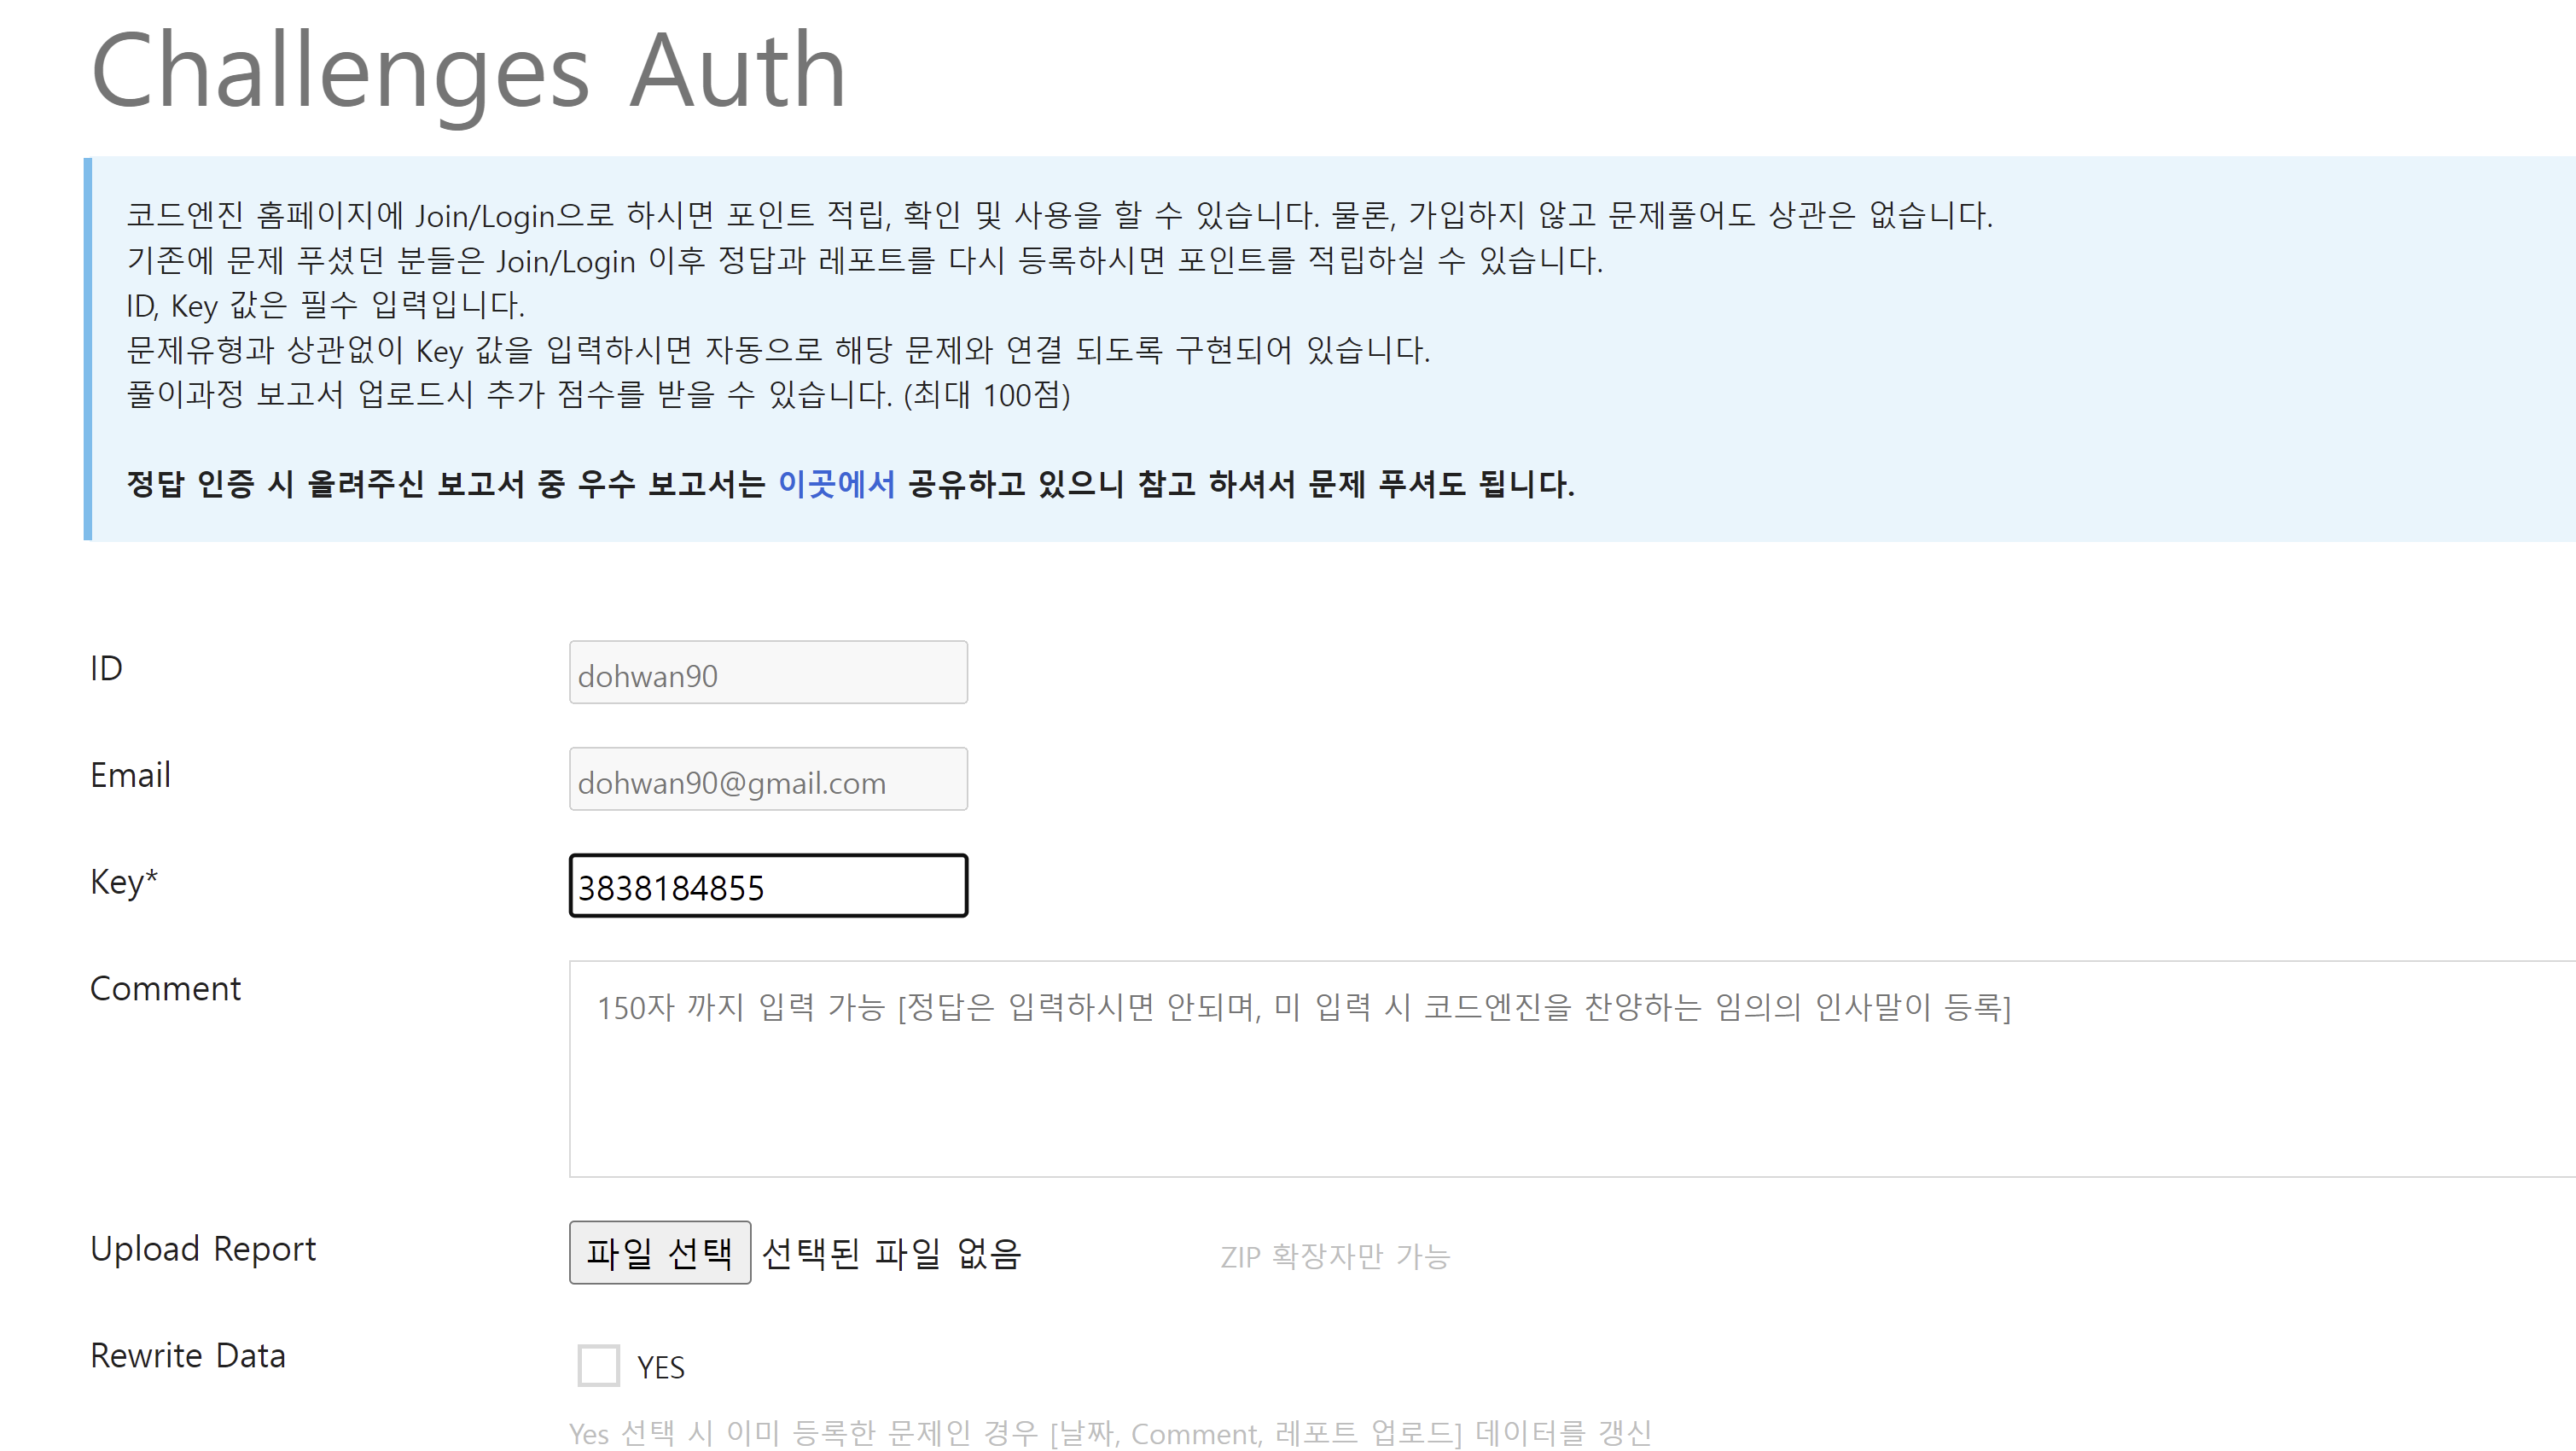 Challenges Auth
코드엔진 홈페이지에 Join/Login으로 하시면 포인트 적립, 확인 및 사용을 할 수 있습니다. 물론, 가입하지 않고 문제풀어도 상관은 없습니다.
기존에 문제 푸셨던 분들은 Join/Login 이후 정답과 레포트를 다시 등록하시면 포인트를 적립하실 수 있습니다.
ID, Key 값은 필수 입력입니다.
문제유형과 상관없이 Key 값을 입력하시면 자동으로 해당 문제와 연결 되도록 구현되어 있습니다.
풀이과정 보고서 업로드시 추가 점수를 받을 수 있습니다. (최대 100점)
정답 인증 시 올려주신 보고서 중 우수 보고서는 이곳에서 공유하고 있으니 참고 하셔서 문제 푸셔도 됩니다.
ID dohwan90
Email dohwan90@gmail.com
Key* 3838184855
Comment 150자 까지 입력 가능 [정답은 입력하시면 안되며, 미 입력 시 코드엔진을 찬양하는 임의의 인사말이 등록]
Upload Report 파일 선택 선택된 파일 없음 ZIP 확장자만 가능
Rewrite Data YES
Yes 선택 시 이미 등록한 문제인 경우 [날짜, Comment, 레포트 업로드] 데이터를 갱신